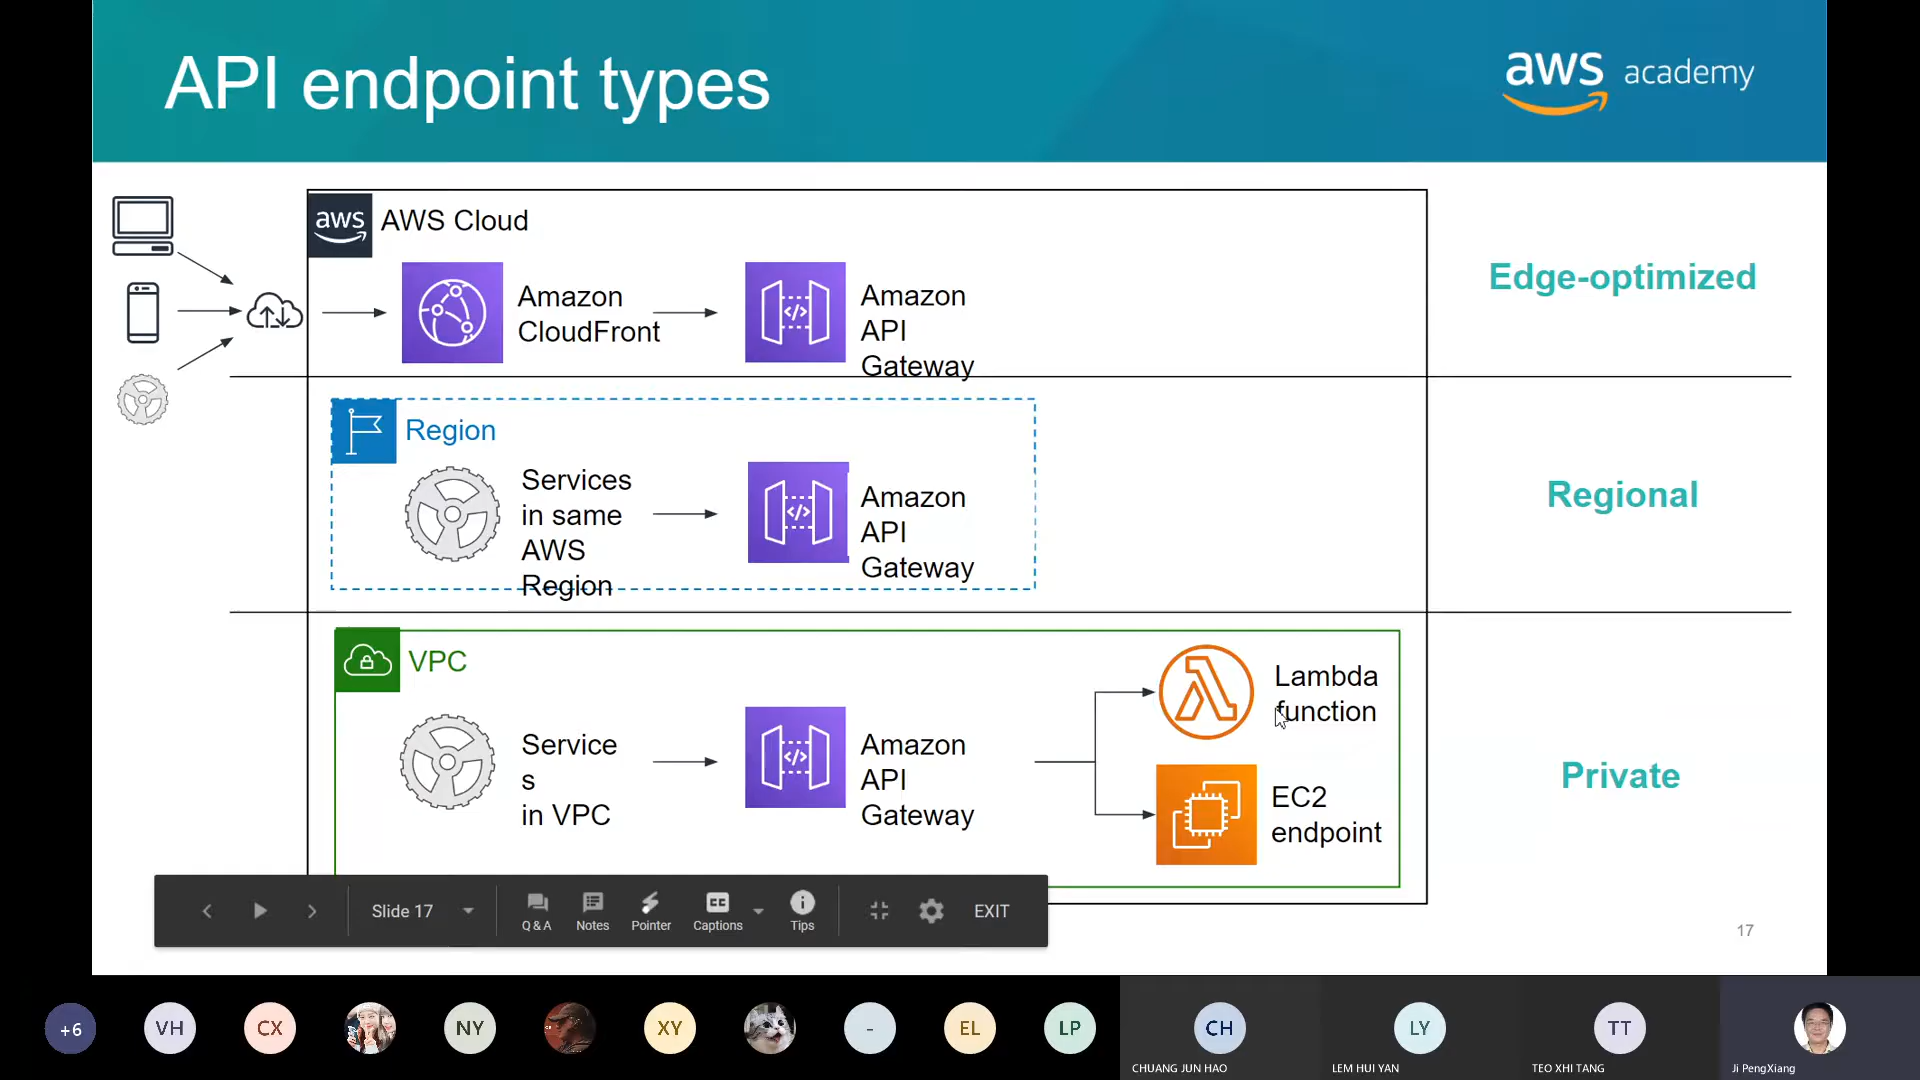 API endpoint types
aws academy
aws AWS Cloud
Amazon
CloudFront
Amazon
API
Gateway
Edge-optimized
Region
Services
in same
AWS
Region
Amazon
API
Gateway
Regional
VPC
Service
s
in VPC
Amazon
API
Gateway
Lambda
function
EC2
endpoint
Private
Slide 17
Q & A
Notes
Pointer
CC
Captions
Tips
EXIT
17
+6
VH
CX
NY
XY
-
EL
LP
CH
CHUANG JUN HAO
LY
LEM HUI YAN
TT
TEO XHI TANG
Ji PengXiang